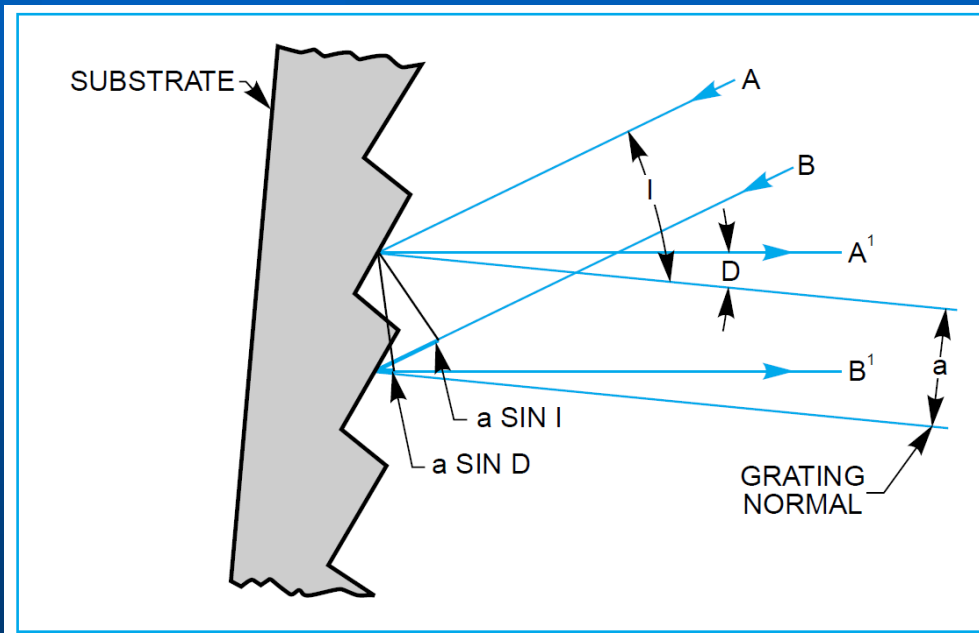 SUBSTRATE
A
B
I
A¹
D
B¹
a
a SIN I
a SIN D
GRATING
NORMAL